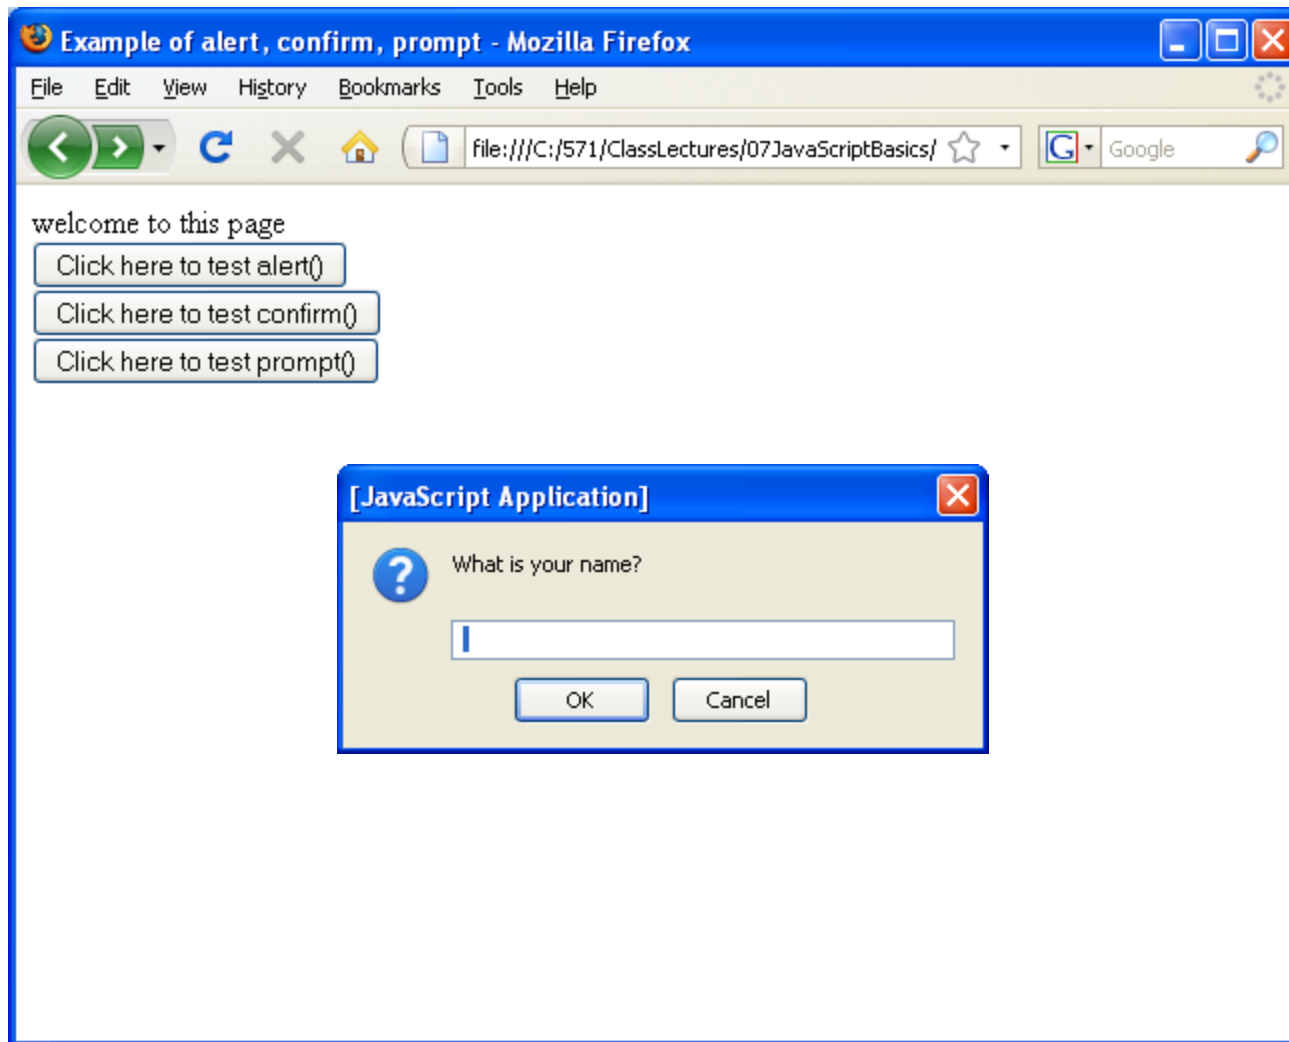 Example of alert, confirm, prompt - Mozilla Firefox
File Edit View History Bookmarks Tools Help
file:///C:/571/ClassLectures/07JavaScriptBasics/ G Google
welcome to this page
Click here to test alert()
Click here to test confirm()
Click here to test prompt()
[JavaScript Application]
What is your name?
OK Cancel